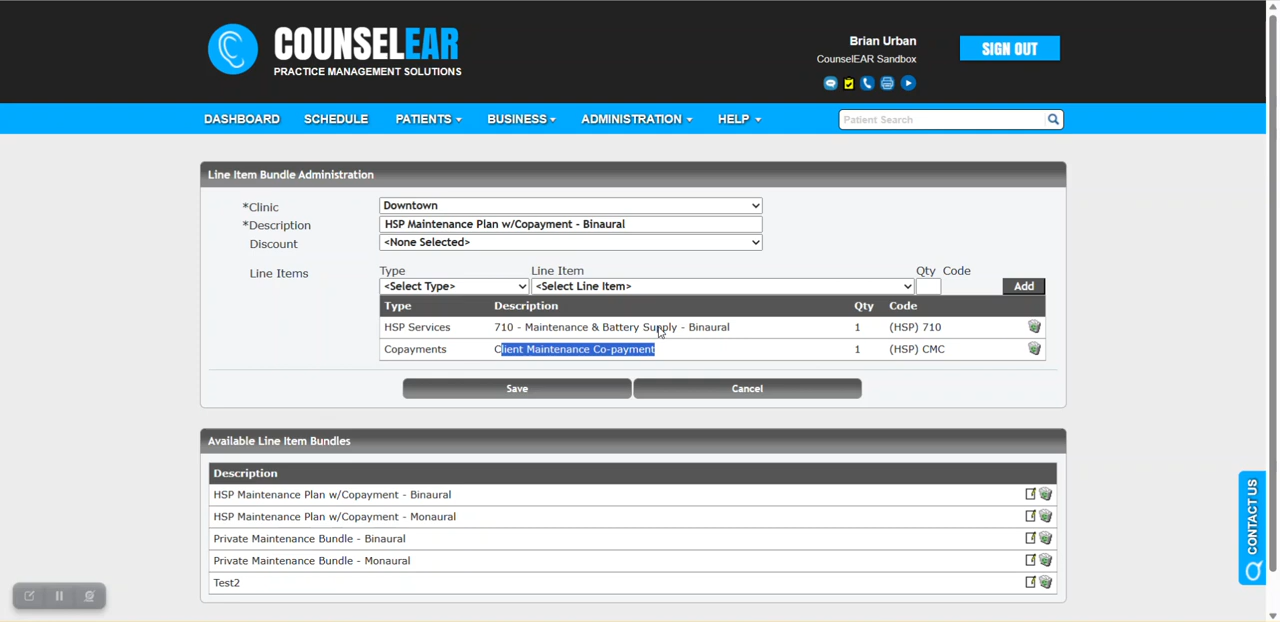 COUNSELEAR
PRACTICE MANAGEMENT SOLUTIONS
Brian Urban
CounselEAR Sandbox
SIGN OUT
DASHBOARD SCHEDULE PATIENTS BUSINESS ADMINISTRATION HELP
Patient Search
Line Item Bundle Administration
*Clinic Downtown
*Description HSP Maintenance Plan w/Copayment - Binaural
Discount <None Selected>
Line Items Type Line Item Qty Code
<Select Type> <Select Line Item> Add
Type Description Qty Code
HSP Services 710 - Maintenance & Battery Supply - Binaural 1 (HSP) 710
Copayments Client Maintenance Co-payment 1 (HSP) CMC
Save Cancel
Available Line Item Bundles
Description
HSP Maintenance Plan w/Copayment - Binaural
HSP Maintenance Plan w/Copayment - Monaural
Private Maintenance Bundle - Binaural
Private Maintenance Bundle - Monaural
Test2
CONTACT US